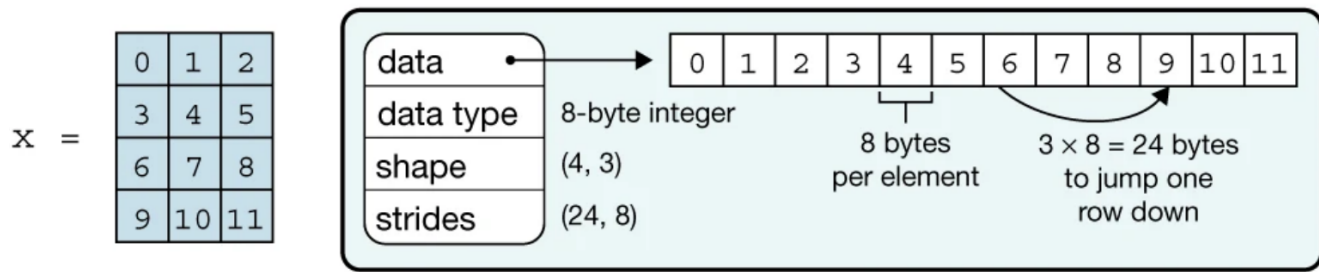 x =
0 1 2
3 4 5
6 7 8
9 10 11
data
0 1 2 3 4 5 6 7 8 9 10 11
data type 8-byte integer
shape (4, 3)
strides (24, 8)
8 bytes
per element
3 × 8 = 24 bytes
to jump one
row down